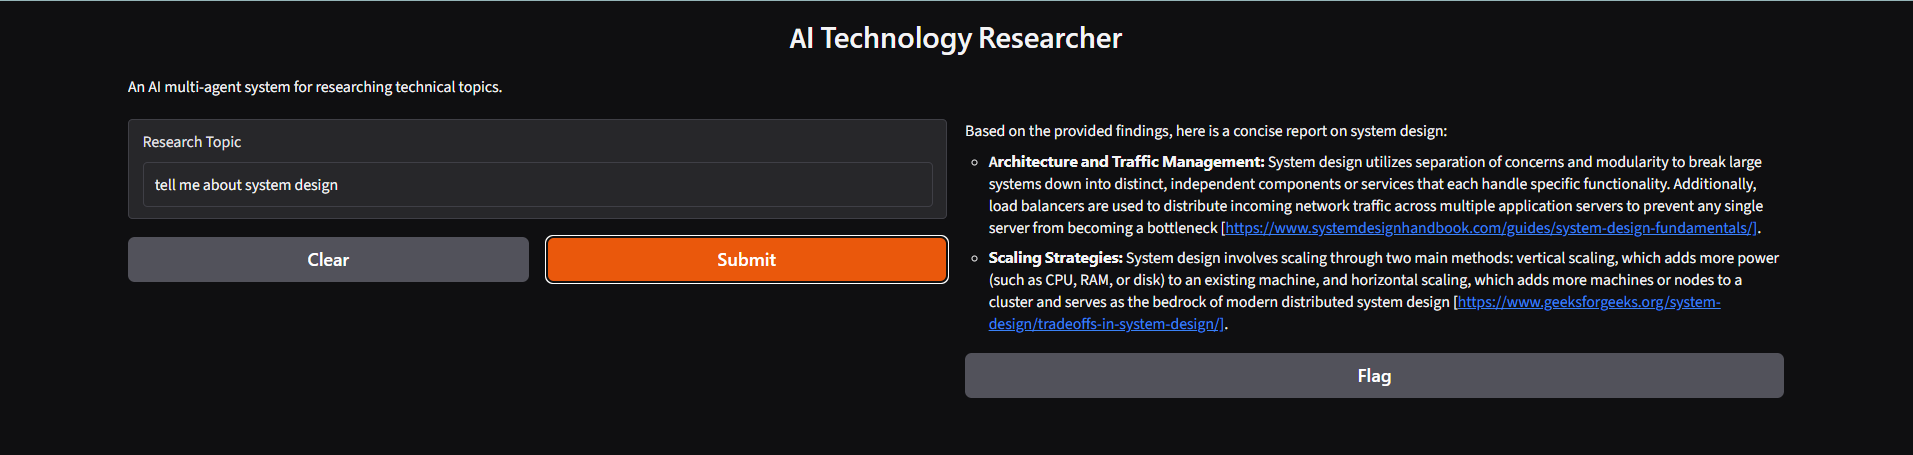 AI Technology Researcher
An AI multi-agent system for researching technical topics.
Research Topic
tell me about system design
Clear
Submit
Based on the provided findings, here is a concise report on system design:
Architecture and Traffic Management: System design utilizes separation of concerns and modularity to break large
systems down into distinct, independent components or services that each handle specific functionality. Additionally,
load balancers are used to distribute incoming network traffic across multiple application servers to prevent any single
server from becoming a bottleneck [https://www.systemdesignhandbook.com/guides/system-design-fundamentals/].
Scaling Strategies: System design involves scaling through two main methods: vertical scaling, which adds more power
(such as CPU, RAM, or disk) to an existing machine, and horizontal scaling, which adds more machines or nodes to a
cluster and serves as the bedrock of modern distributed system design [https://www.geeksforgeeks.org/system-
design/tradeoffs-in-system-design/].
Flag